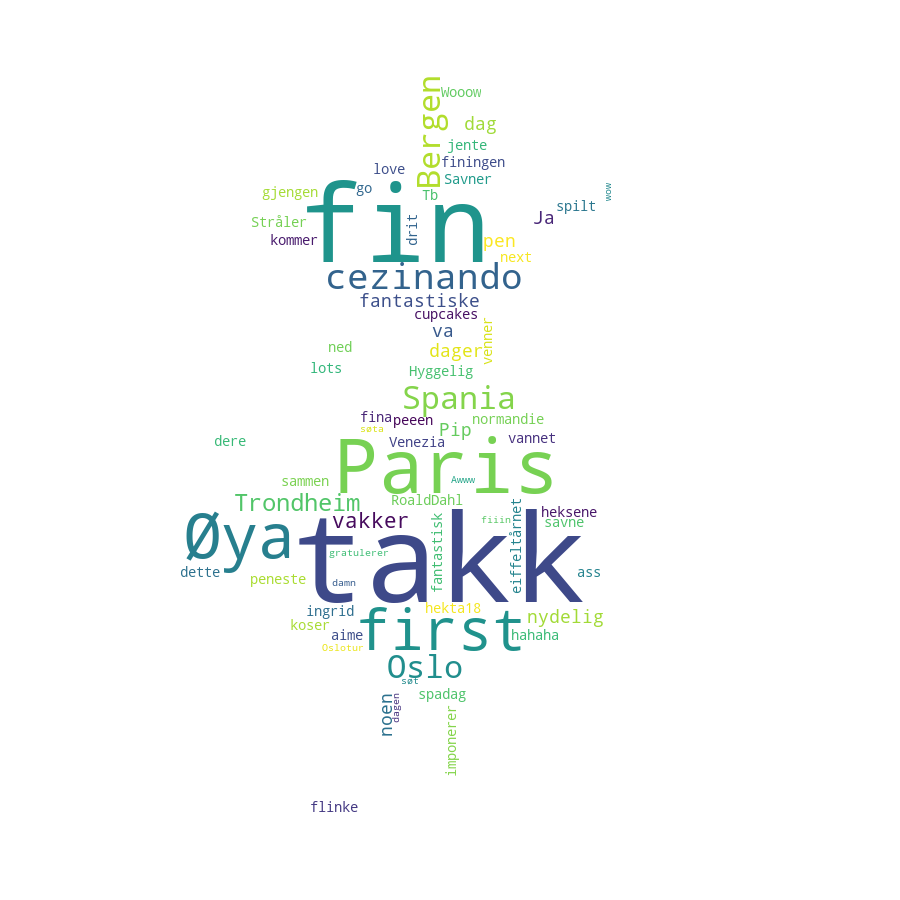 Bergen
Wooow
dag
jente
finingen
love
Savner
go
Tb
gjengen
wow
spilt
Stråler
fin
drit
Ja
kommer
pen
next
cezinando
fantastiske
cupcakes
va
venner
ned
dager
lots
Hyggelig
Spania
fina
peeen
normandie
søta
Pip
dere
Venezia
vannet
Paris
sammen
Awww
Trondheim
RoaldDahl
vakker
heksene
fiiin
savne
Øya
takk
gratulerer
fantastisk
eiffeltårnet
dette
peneste
damn
ass
ingrid
hekta18
first
nydelig
koser
aime
hahaha
Oslotur
Oslo
søt
noen
dagen
spadag
imponerer
flinke